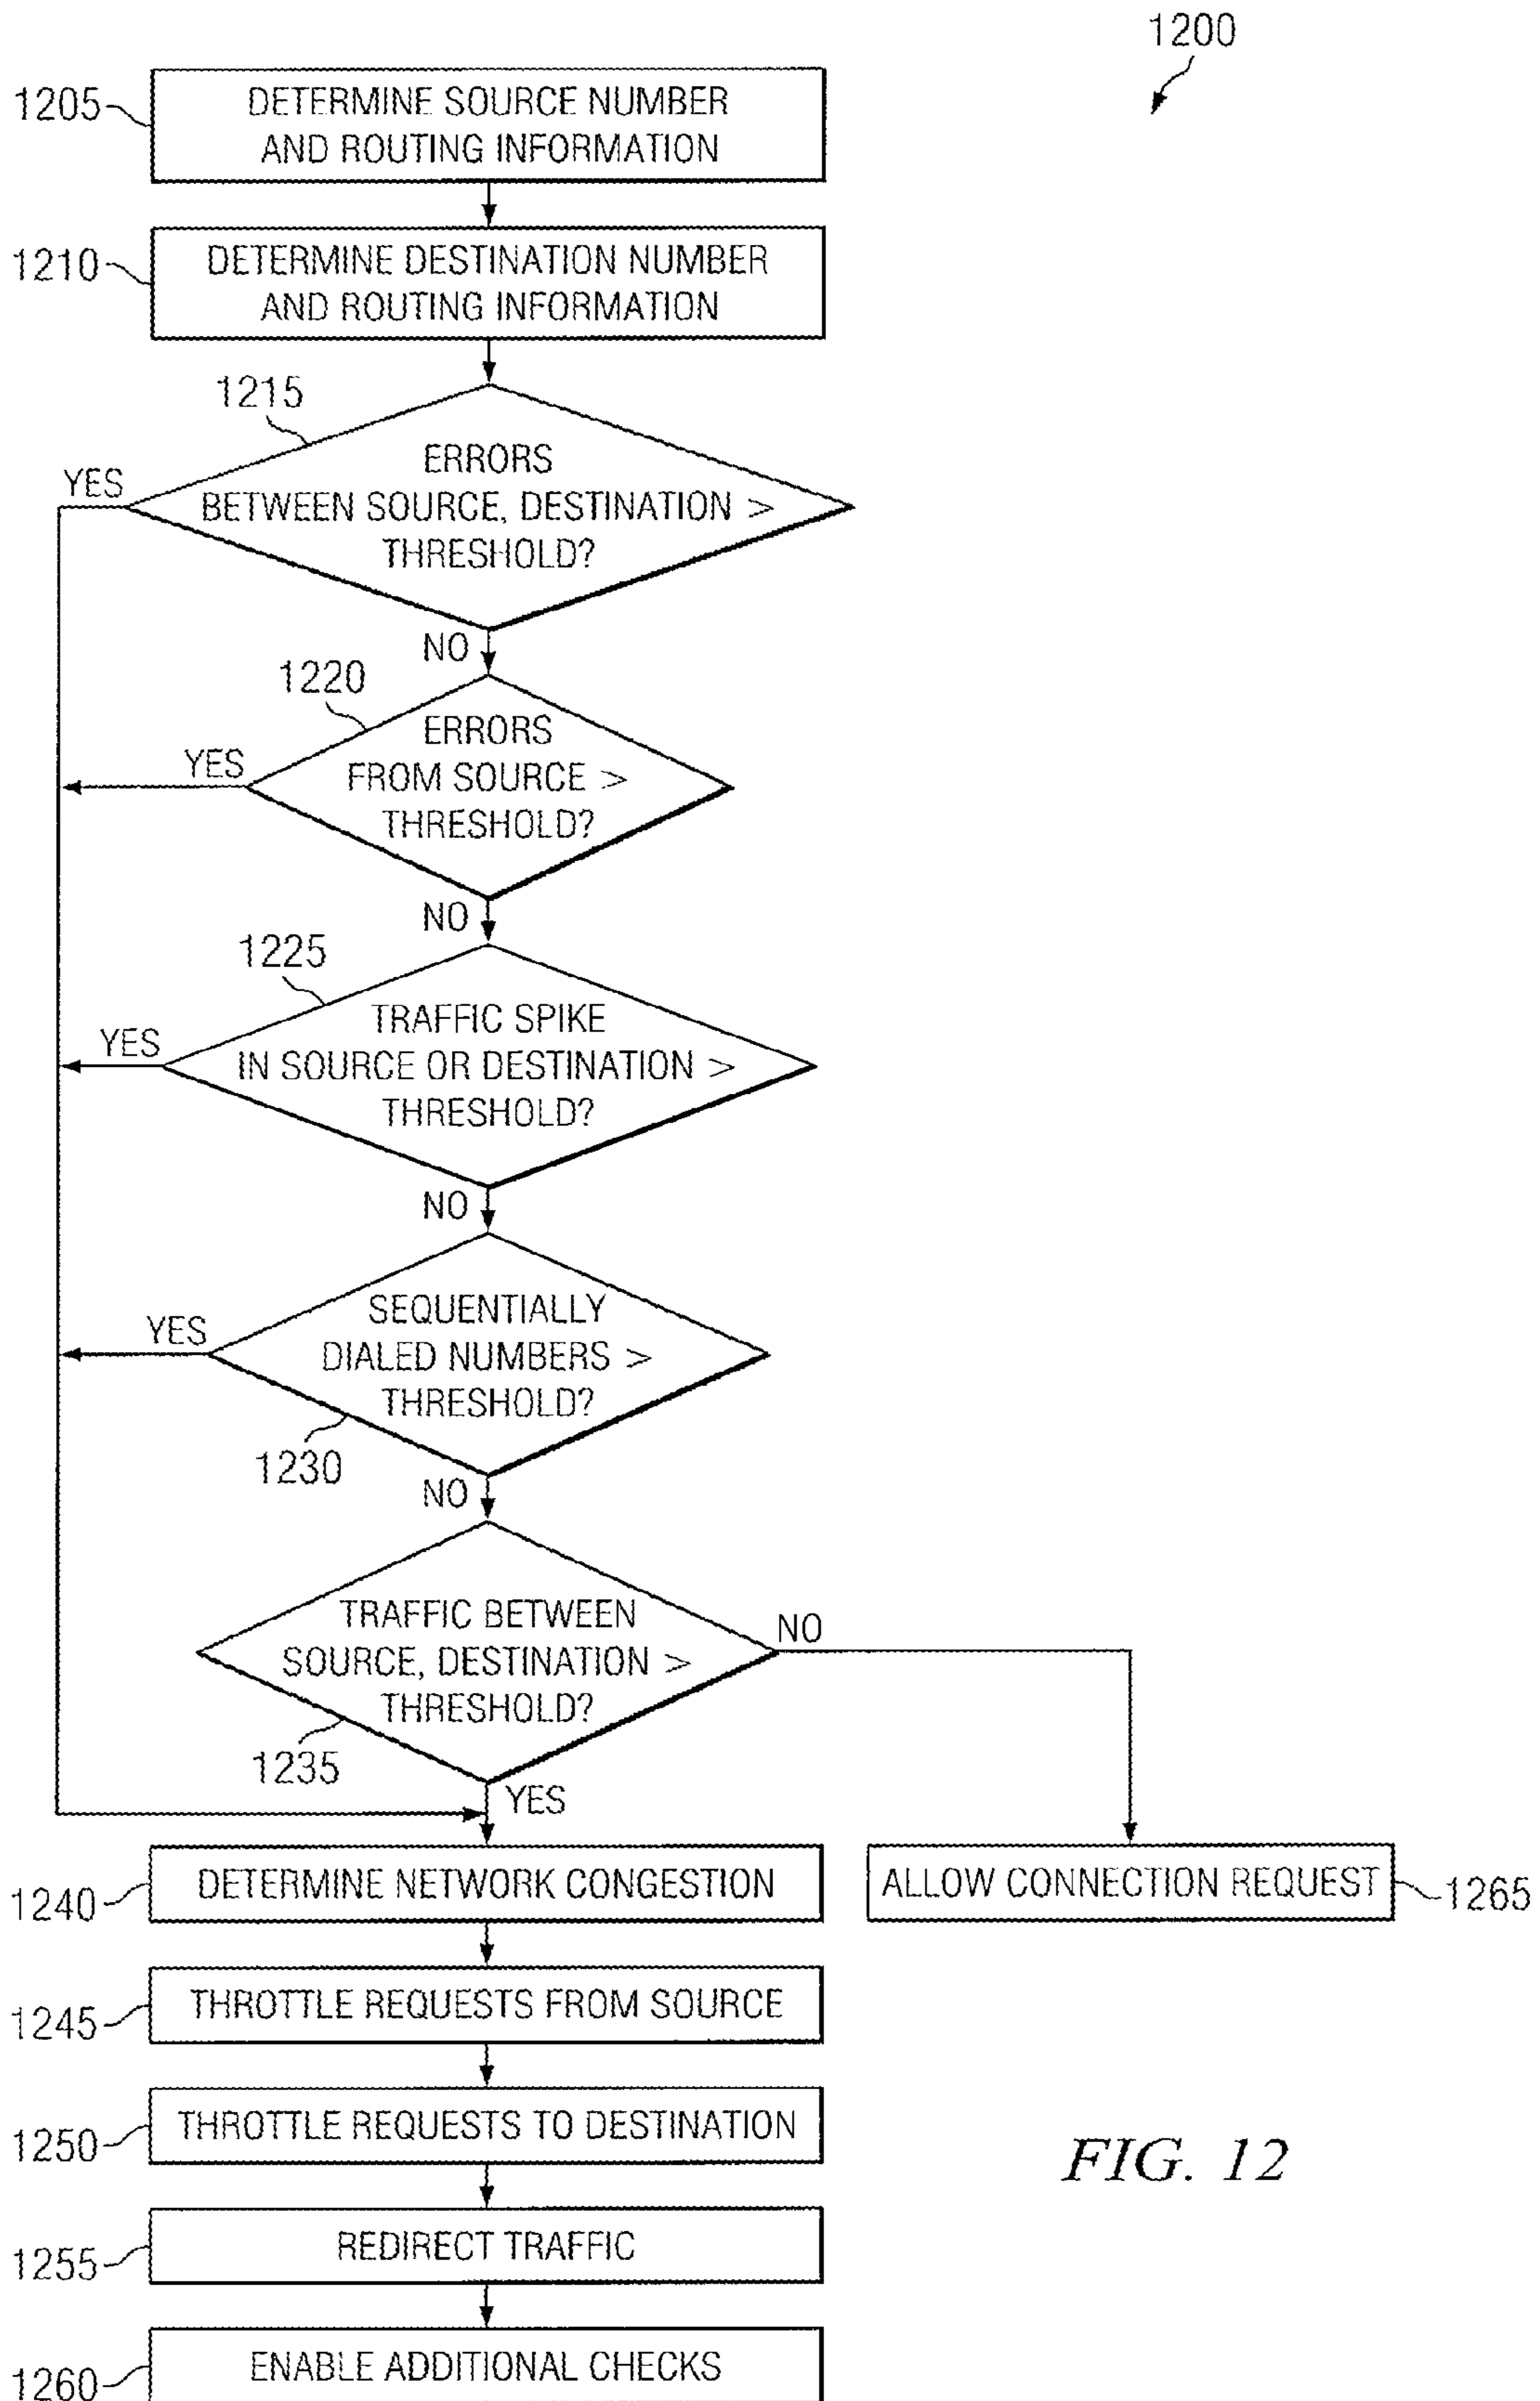 1200
1205
DETERMINE SOURCE NUMBER
AND ROUTING INFORMATION
1210
DETERMINE DESTINATION NUMBER
AND ROUTING INFORMATION
1215
YES
ERRORS
BETWEEN SOURCE, DESTINATION >
THRESHOLD?
NO
1220
YES
ERRORS
FROM SOURCE >
THRESHOLD?
NO
1225
YES
TRAFFIC SPIKE
IN SOURCE OR DESTINATION >
THRESHOLD?
NO
YES
SEQUENTIALLY
DIALED NUMBERS >
THRESHOLD?
1230
NO
TRAFFIC BETWEEN
SOURCE, DESTINATION >
THRESHOLD?
NO
1235
YES
1240
DETERMINE NETWORK CONGESTION
ALLOW CONNECTION REQUEST
1265
1245
THROTTLE REQUESTS FROM SOURCE
1250
THROTTLE REQUESTS TO DESTINATION
FIG. 12
1255
REDIRECT TRAFFIC
1260
ENABLE ADDITIONAL CHECKS